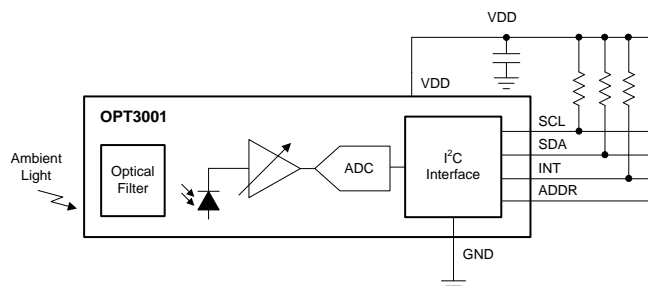 VDD
VDD
OPT3001
SCL
SDA
INT
ADDR
Ambient
Light
Optical
Filter
ADC
I²C
Interface
GND